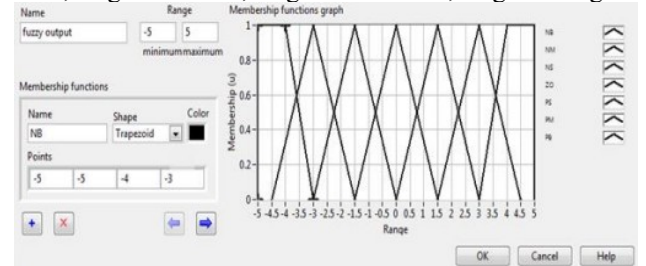 Name
Range
fuzzy output
-5
5
minimum maximum
Membership functions
Name
Shape
Color
NB
Trapezoid
Points
-5
-5
-4
-3
Membership functions graph
Membership (u)
1
0.8
0.6
0.4
0.2
0
-5 -4.5 -4 -3.5 -3 -2.5 -2 -1.5 -1 -0.5 0 0.5 1 1.5 2 2.5 3 3.5 4 4.5 5
Range
NB
NM
NS
ZO
PS
PM
PB
OK
Cancel
Help